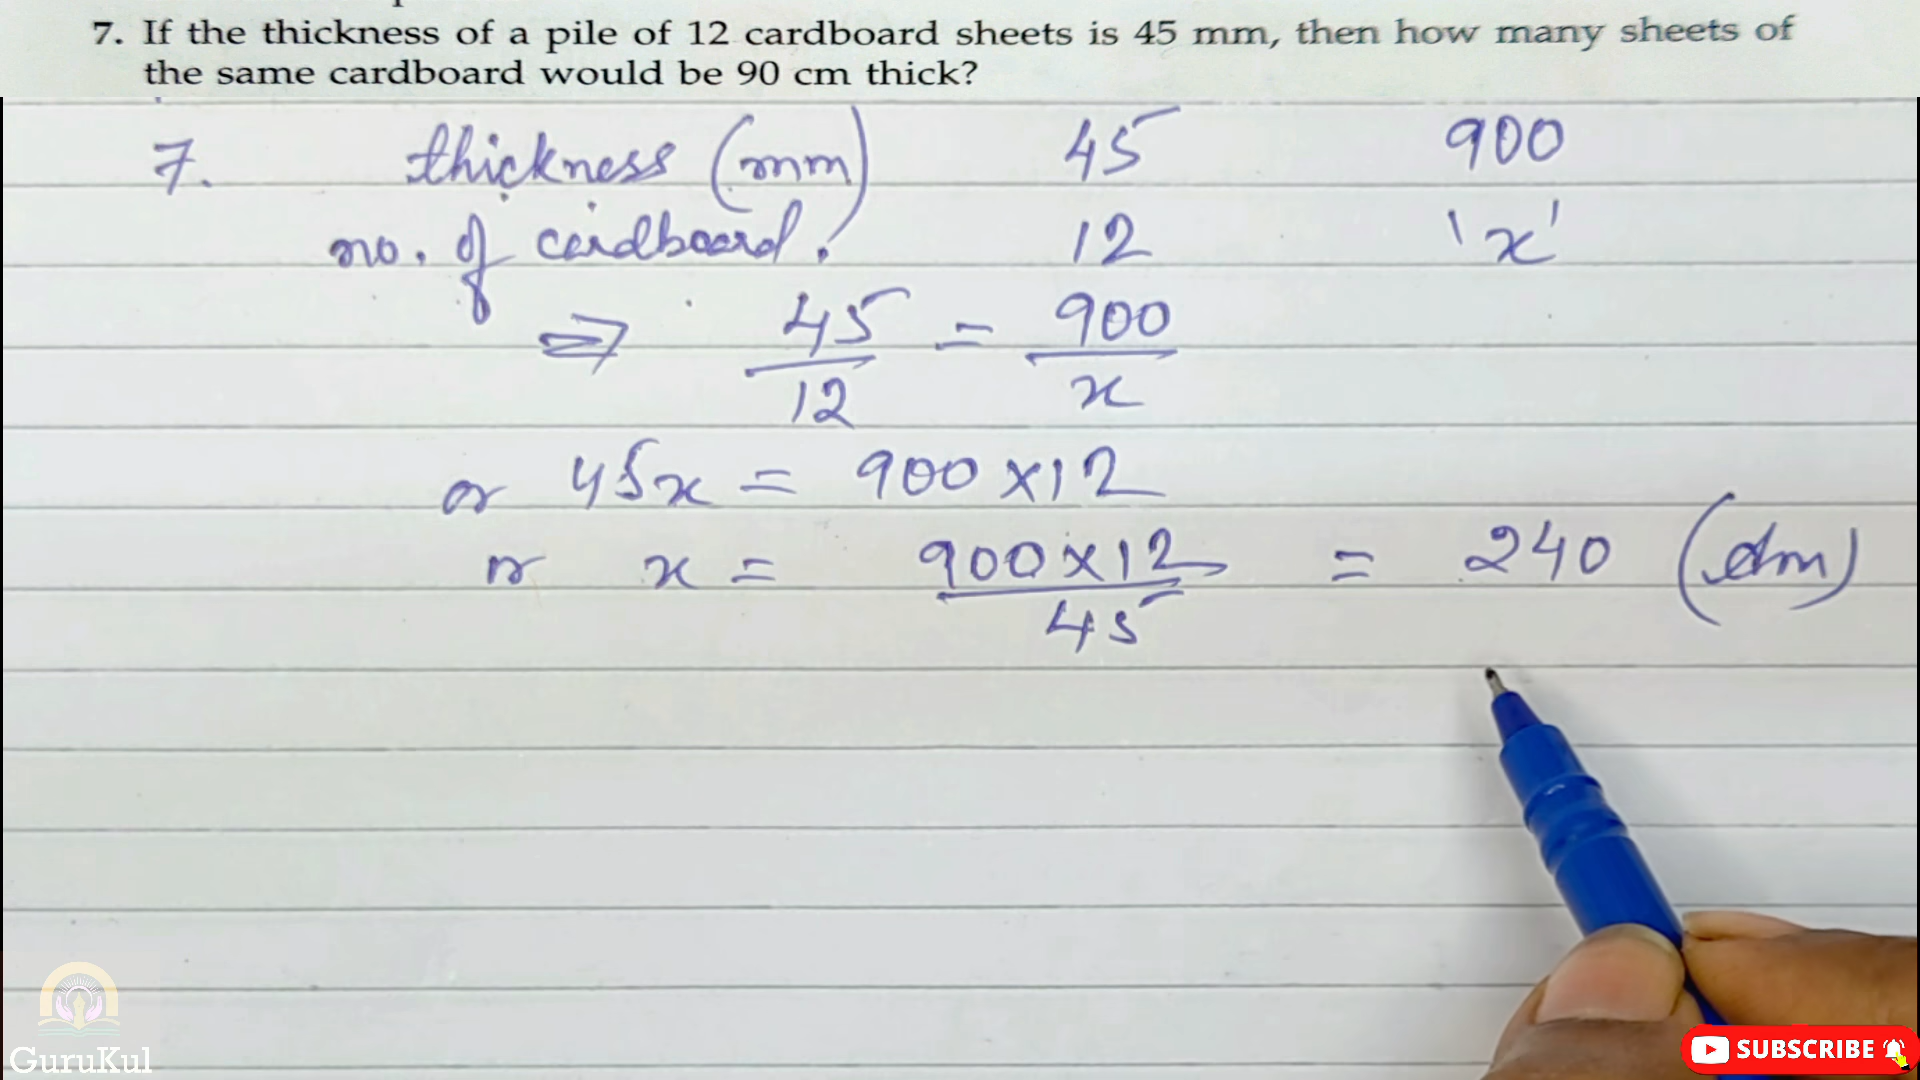 7. If the thickness of a pile of 12 cardboard sheets is 45 mm, then how many sheets of
the same cardboard would be 90 cm thick?
7. thickness (mm) 45 900
no. of cardboard. 12 'x'
⇒ 45/12 = 900/x
or 45x = 900×12
or x = 900×12/45 = 240 (Am)
GuruKul
SUBSCRIBE